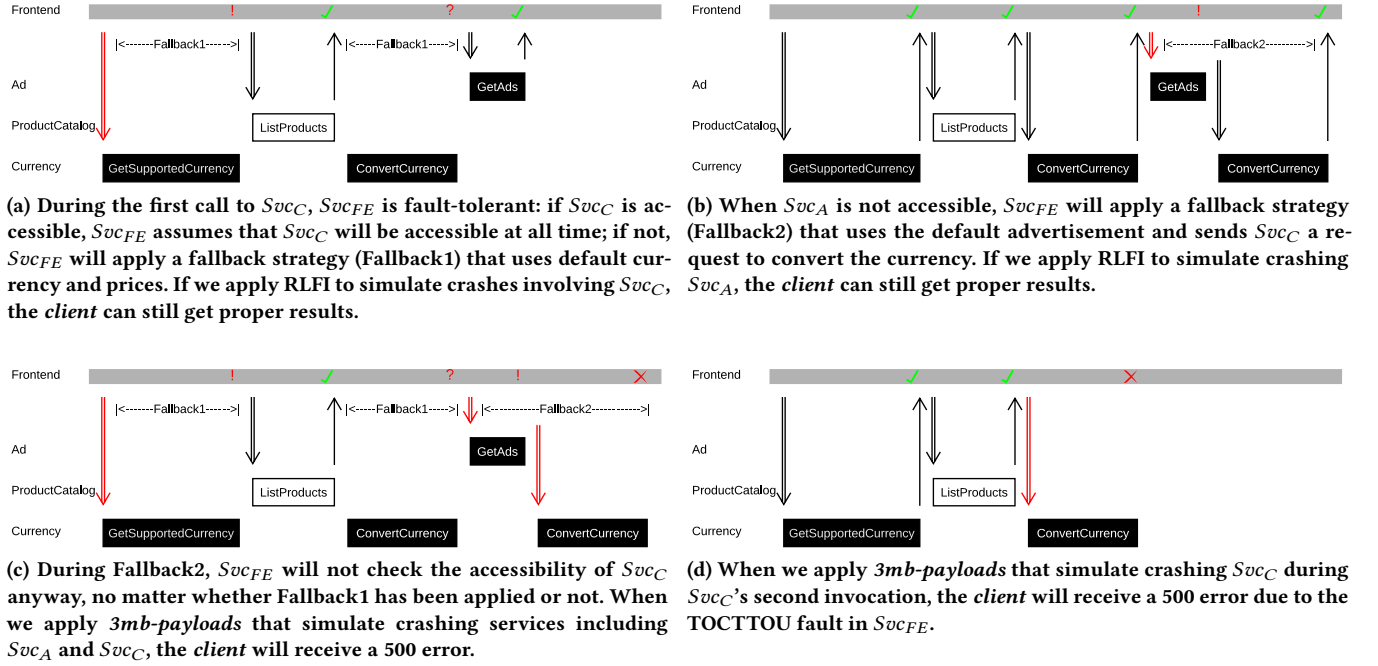 Frontend
!
✓
?
✓
|<------Fallback1----->|
|<----Fallback1---->|
Ad
GetAds
ProductCatalog
ListProducts
Currency
GetSupportedCurrency
ConvertCurrency
(a) During the first call to SvcC, SvcFE is fault-tolerant: if SvcC is ac-
cessible, SvcFE assumes that SvcC will be accessible at all time; if not,
SvcFE will apply a fallback strategy (Fallback1) that uses default cur-
rency and prices. If we apply RLFI to simulate crashes involving SvcC,
the client can still get proper results.
Frontend
✓
✓
✓
!
✓
|<-------Fallback2------->|
Ad
GetAds
ProductCatalog
ListProducts
Currency
GetSupportedCurrency
ConvertCurrency
ConvertCurrency
(b) When SvcA is not accessible, SvcFE will apply a fallback strategy
(Fallback2) that uses the default advertisement and sends SvcC a re-
quest to convert the currency. If we apply RLFI to simulate crashing
SvcA, the client can still get proper results.
Frontend
!
✓
?
!
✗
|<------Fallback1----->|
|<----Fallback1---->|
|<--------Fallback2-------->|
Ad
GetAds
ProductCatalog
ListProducts
Currency
GetSupportedCurrency
ConvertCurrency
ConvertCurrency
(c) During Fallback2, SvcFE will not check the accessibility of SvcC
anyway, no matter whether Fallback1 has been applied or not. When
we apply 3mb-payloads that simulate crashing services including
SvcA and SvcC, the client will receive a 500 error.
Frontend
✓
✓
✗
Ad
ProductCatalog
ListProducts
Currency
GetSupportedCurrency
ConvertCurrency
(d) When we apply 3mb-payloads that simulate crashing SvcC during
SvcC's second invocation, the client will receive a 500 error due to the
TOCTTOU fault in SvcFE.